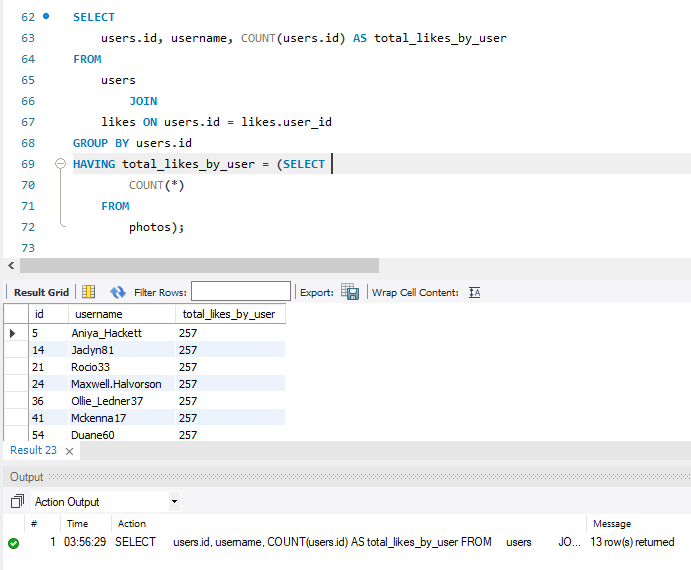 62 SELECT
63 users.id, username, COUNT(users.id) AS total_likes_by_user
64 FROM
65 users
66 JOIN
67 likes ON users.id = likes.user_id
68 GROUP BY users.id
69 HAVING total_likes_by_user = (SELECT
70 COUNT(*)
71 FROM
72 photos);
73
Result Grid Filter Rows: Export: Wrap Cell Content:
id username total_likes_by_user
5 Aniya_Hackett 257
14 Jaclyn81 257
21 Rocio33 257
24 Maxwell.Halvorson 257
36 Ollie_Ledner37 257
41 Mckenna17 257
54 Duane60 257
Result 23
Output
Action Output
# Time Action Message
1 03:56:29 SELECT users.id, username, COUNT(users.id) AS total_likes_by_user FROM users JO... 13 row(s) returned